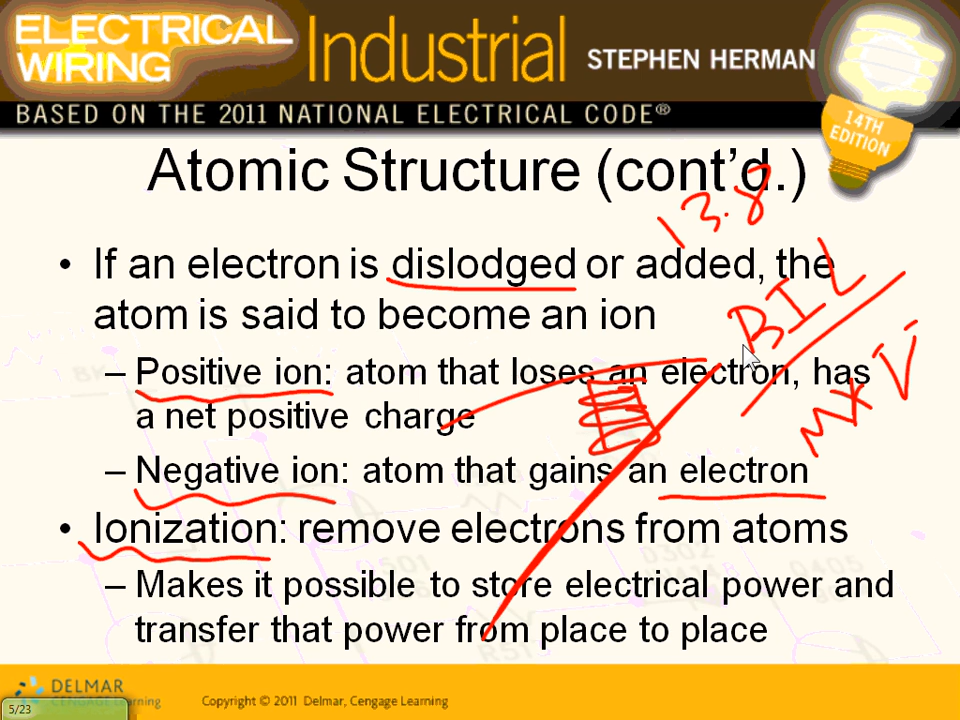 ELECTRICAL WIRING Industrial STEPHEN HERMAN
BASED ON THE 2011 NATIONAL ELECTRICAL CODE®
14TH EDITION
Atomic Structure (cont’d.)
13.8
• If an electron is dislodged or added, the
atom is said to become an ion
BIL
– Positive ion: atom that loses an electron, has
a net positive charge
– Negative ion: atom that gains an electron
• Ionization: remove electrons from atoms
– Makes it possible to store electrical power and
transfer that power from place to place
DELMAR
CENGAGE Learning
Copyright © 2011 Delmar, Cengage Learning
5/23